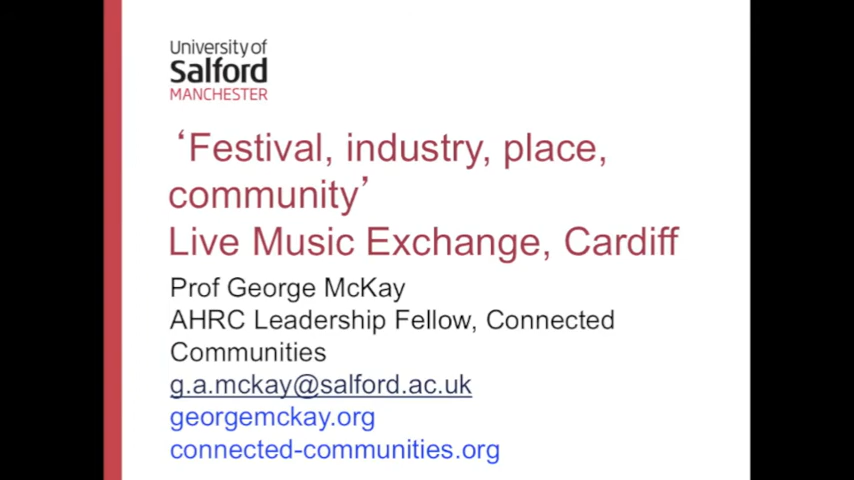 University of
Salford
MANCHESTER
‘Festival, industry, place,
community’
Live Music Exchange, Cardiff
Prof George McKay
AHRC Leadership Fellow, Connected
Communities
g.a.mckay@salford.ac.uk
georgemckay.org
connected-communities.org